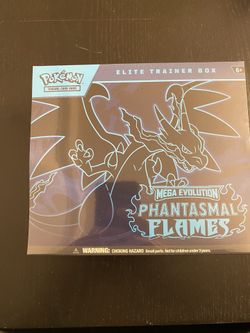 Pokémon
TRADING CARD GAME
ELITE TRAINER BOX
6+
MEGA EVOLUTION
PHANTASMAL
FLAMES
WARNING: CHOKING HAZARD Small parts. Not for children under 3 years.